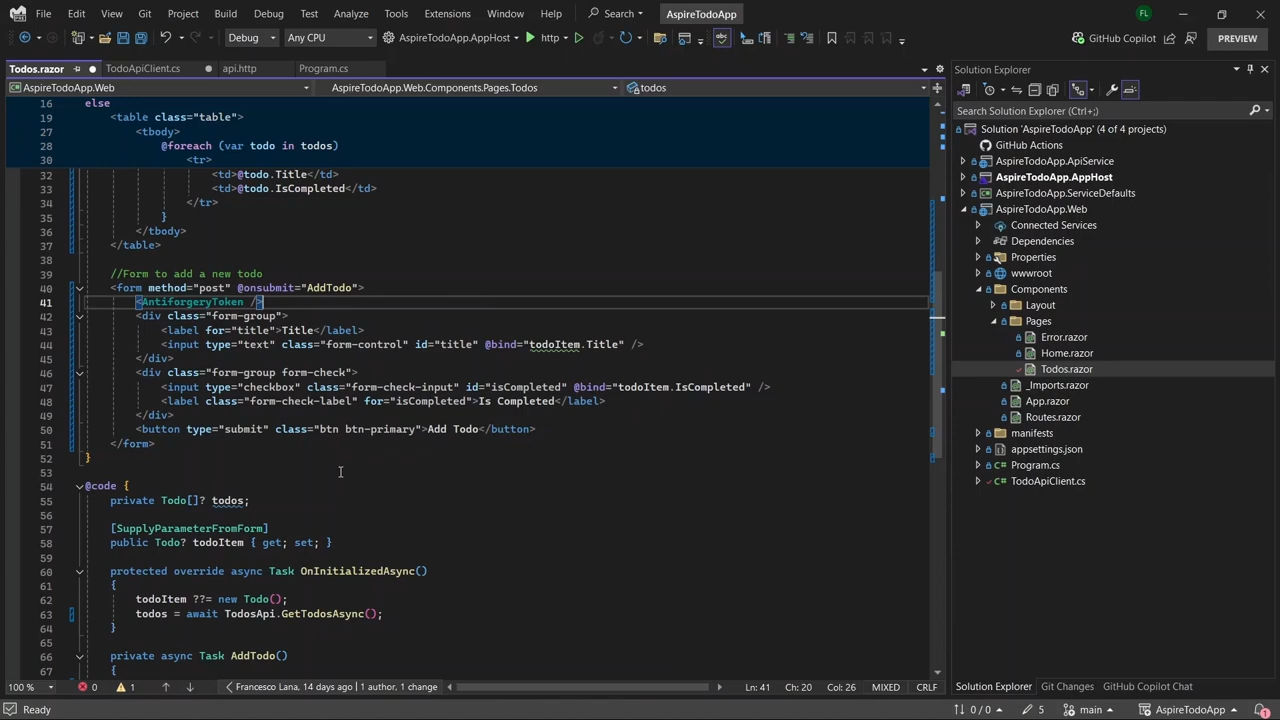 File Edit View Git Project Build Debug Test Analyze Tools Extensions Window Help Search AspireTodoApp FL
Debug Any CPU AspireTodoApp.AppHost http GitHub Copilot PREVIEW
Todos.razor TodoApiClient.cs api.http Program.cs
AspireTodoApp.Web AspireTodoApp.Web.Components.Pages.Todos todos
16 else
19 <table class="table">
27 <tbody>
28 @foreach (var todo in todos)
30 <tr>
32 <td>@todo.Title</td>
33 <td>@todo.IsCompleted</td>
34 </tr>
35 }
36 </tbody>
37 </table>
38
39 //Form to add a new todo
40 <form method="post" @onsubmit="AddTodo">
41 <AntiforgeryToken />
42 <div class="form-group">
43 <label for="title">Title</label>
44 <input type="text" class="form-control" id="title" @bind="todoItem.Title" />
45 </div>
46 <div class="form-group form-check">
47 <input type="checkbox" class="form-check-input" id="isCompleted" @bind="todoItem.IsCompleted" />
48 <label class="form-check-label" for="isCompleted">Is Completed</label>
49 </div>
50 <button type="submit" class="btn btn-primary">Add Todo</button>
51 </form>
52 }
53
54 @code {
55 private Todo[]? todos;
56
57 [SupplyParameterFromForm]
58 public Todo? todoItem { get; set; }
59
60 protected override async Task OnInitializedAsync()
61 {
62 todoItem ??= new Todo();
63 todos = await TodosApi.GetTodosAsync();
64 }
65
66 private async Task AddTodo()
67 {
100 % 0 1 Francesco Lana, 14 days ago | 1 author, 1 change Ln: 41 Ch: 20 Col: 26 MIXED CRLF
Solution Explorer
Search Solution Explorer (Ctrl+;)
Solution 'AspireTodoApp' (4 of 4 projects)
GitHub Actions
AspireTodoApp.ApiService
AspireTodoApp.AppHost
AspireTodoApp.ServiceDefaults
AspireTodoApp.Web
Connected Services
Dependencies
Properties
wwwroot
Components
Layout
Pages
Error.razor
Home.razor
Todos.razor
_Imports.razor
App.razor
Routes.razor
manifests
appsettings.json
Program.cs
TodoApiClient.cs
Solution Explorer Git Changes GitHub Copilot Chat
Ready 0 / 0 5 main AspireTodoApp 1